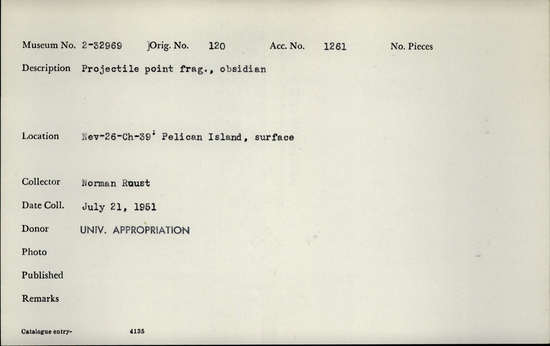 Museum No. 2-32969 )Orig. No. 120 Acc. No. 1261 No. Pieces
Description Projectile point frag., obsidian
Location Nev-26-Ch-39' Pelican Island, surface
Collector Norman Roust
Date Coll. July 21, 1951
Donor UNIV. APPROPRIATION
Photo
Published
Remarks
Catalogue entry- 4135